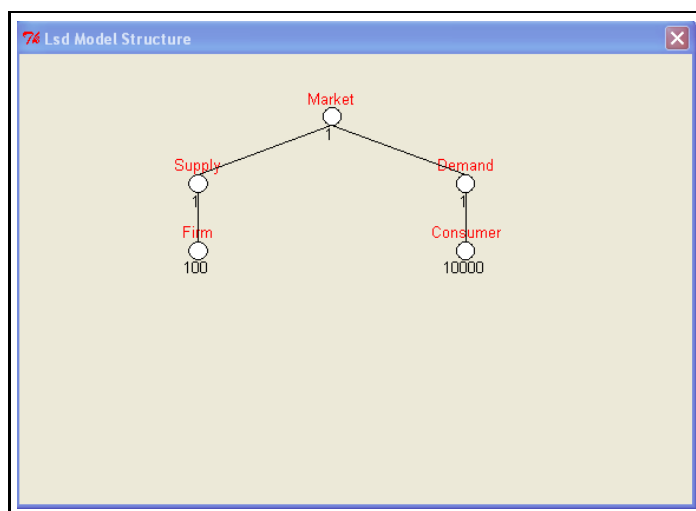 Lsd Model Structure
Market
1
Supply Demand
1 1
Firm Consumer
100 10000